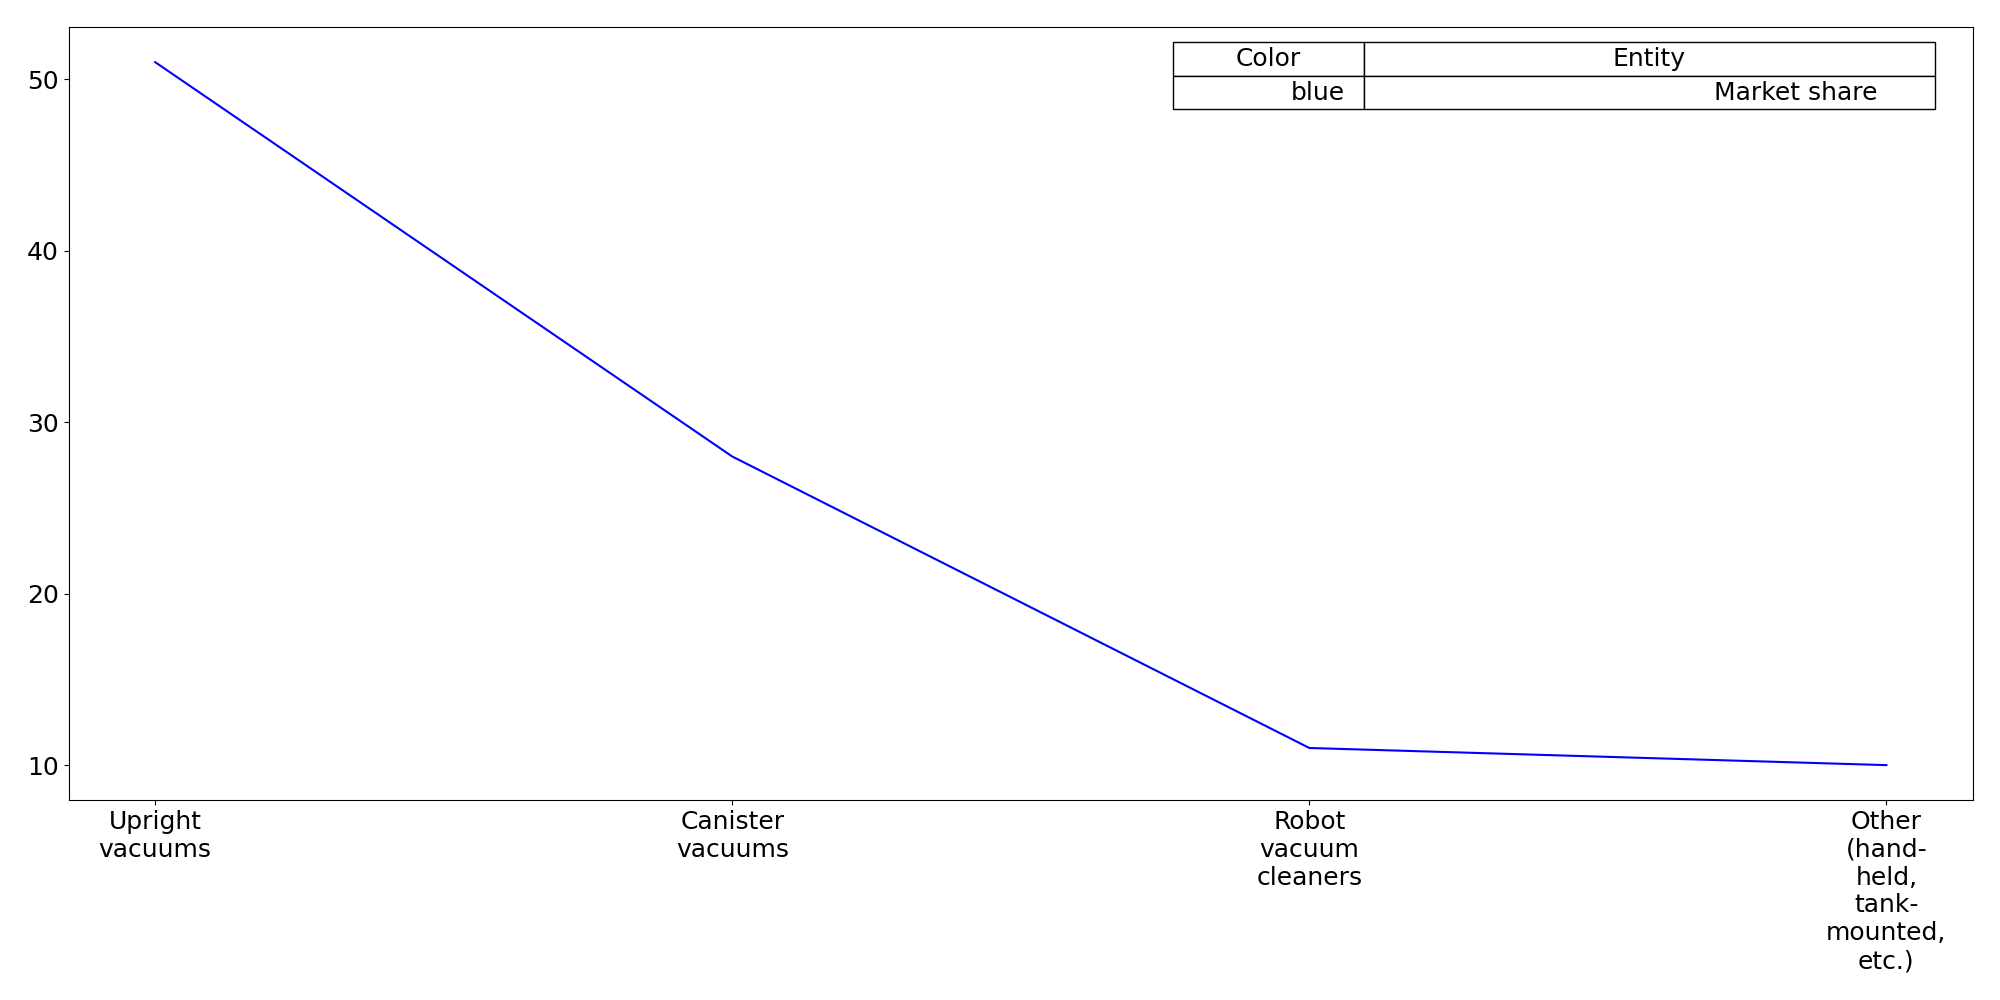 Color Entity
blue Market share
50
40
30
20
10
Upright
vacuums
Canister
vacuums
Robot
vacuum
cleaners
Other
(hand-
held,
tank-
mounted,
etc.)